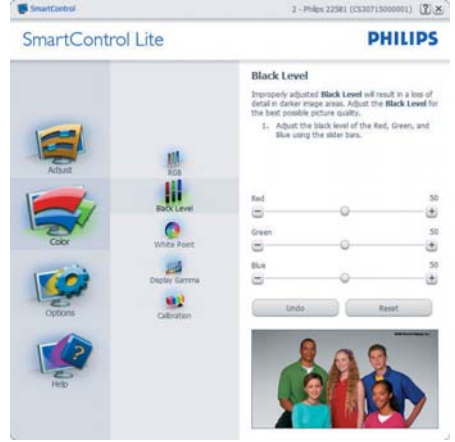 SmartControl
2 - Philips 225B1 (CS30715000001)
SmartControl Lite
PHILIPS
Adjust
Color
Options
Help
RGB
Black Level
White Point
Display Gamma
Calibration
Black Level
Improperly adjusted Black Level will result in a loss of
detail in darker image areas. Adjust the Black Level for
the best possible picture quality.
1. Adjust the black level of the Red, Green, and
Blue using the slider bars.
Red 50
Green 50
Blue 50
Undo Reset